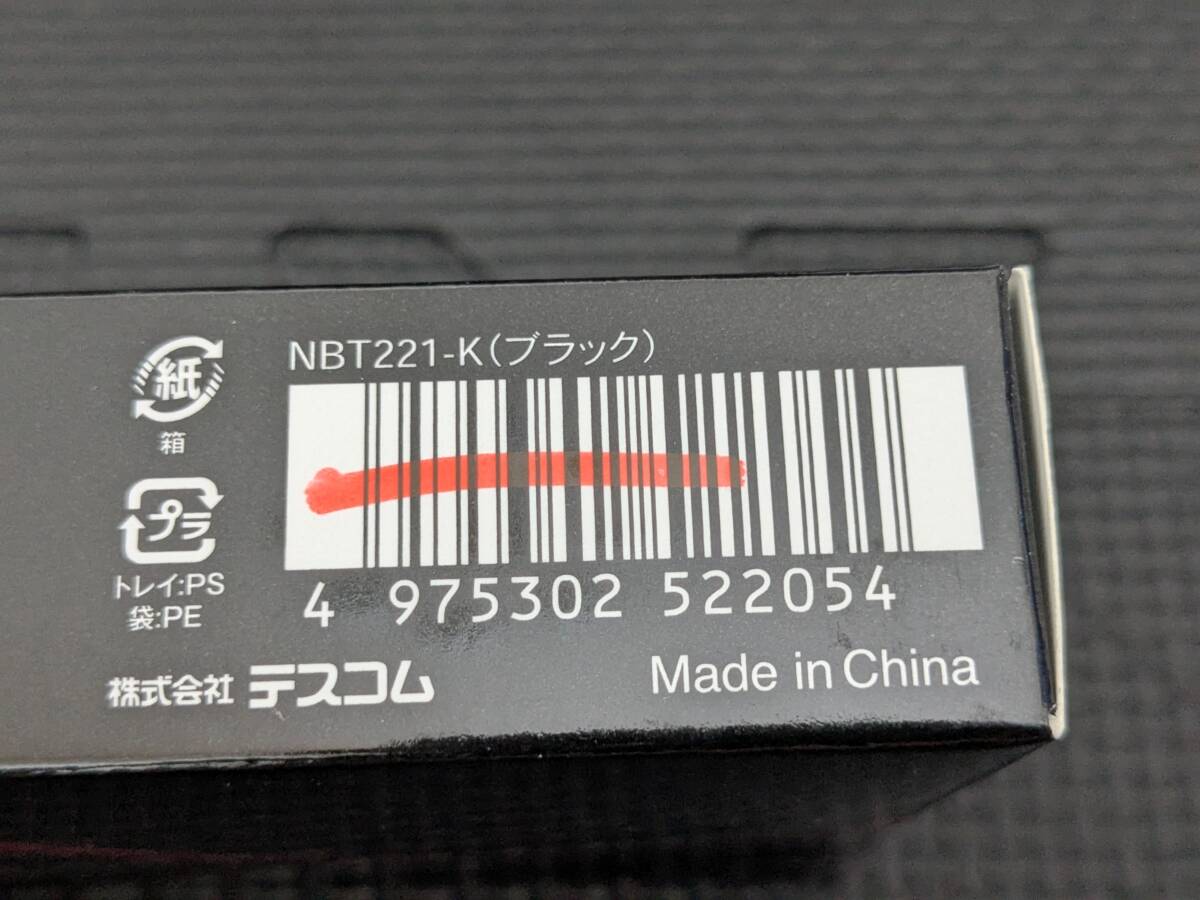 NBT221-K(ブラック)
紙
箱
プラ
トレイ:PS
袋:PE
4 975302 522054
株式会社 テスコム
Made in China